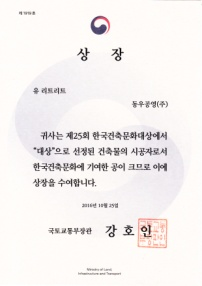 상 장
유 리트리트
동우공영(주)
귀사는 제25회 한국건축문화대상에서
"대상"으로 선정된 건축물의 시공자로서
한국건축문화에 기여한 공이 크므로 이에
상장을 수여합니다.
2016년 10월 25일
국토교통부장관 강 호 인
Ministry of Land,
Infrastructure and Transport